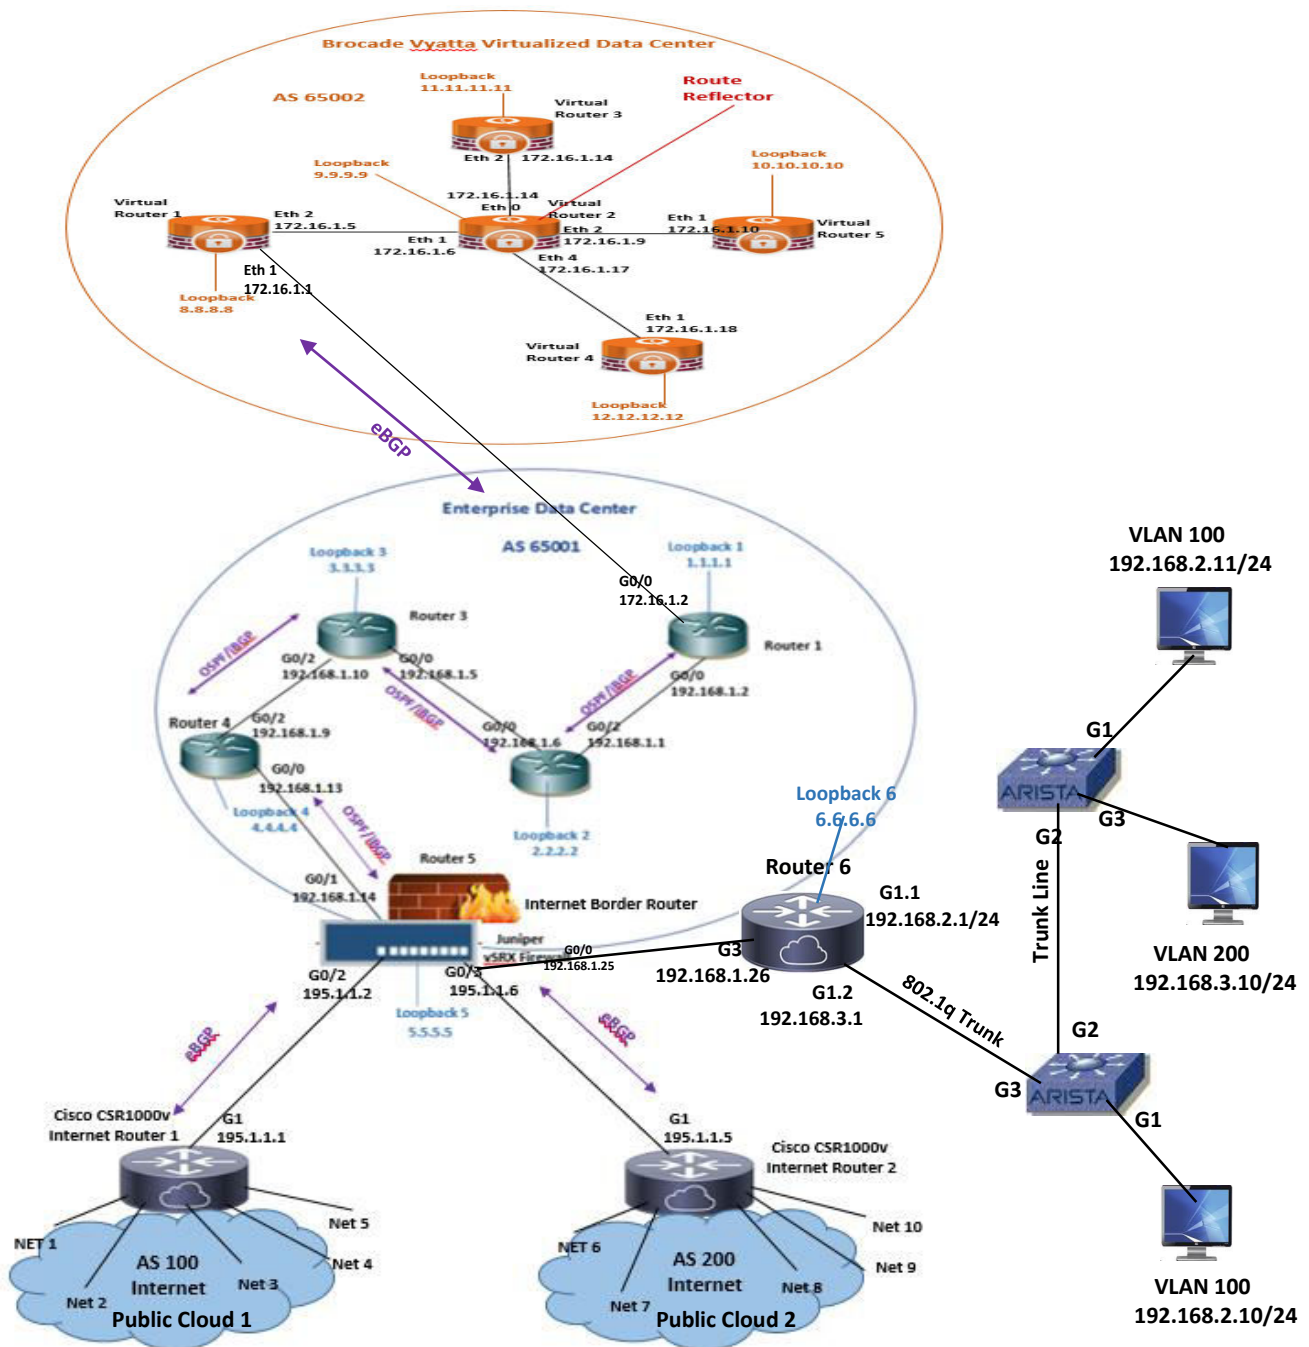 Brocade Vyatta Virtualized Data Center
AS 65002
Loopback
11.11.11.11
Route
Reflector
Virtual
Router 3
Eth 2
172.16.1.14
Loopback
9.9.9.9
Loopback
10.10.10.10
172.16.1.14
Eth 0
Virtual
Router 1
Eth 2
172.16.1.5
Virtual
Router 2
Eth 1
172.16.1.6
Eth 2
172.16.1.9
Eth 1
172.16.1.10
Virtual
Router 5
Eth 4
172.16.1.17
Eth 1
172.16.1.1
Loopback
8.8.8.8
Eth 1
172.16.1.18
Virtual
Router 4
Loopback
12.12.12.12
eBGP
Enterprise Data Center
AS 65001
Loopback 3
3.3.3.3
Loopback 1
1.1.1.1
G0/0
172.16.1.2
Router 3
Router 1
OSPF/iBGP
G0/2
192.168.1.10
G0/0
192.168.1.5
OSPF/iBGP
OSPF/iBGP
G0/0
192.168.1.2
Router 4
G0/2
192.168.1.9
G0/0
192.168.1.6
G0/2
192.168.1.1
G0/0
192.168.1.13
Loopback 4
4.4.4.4
OSPF/iBGP
Loopback 2
2.2.2.2
Loopback 6
6.6.6.6
Router 5
Router 6
G0/1
192.168.1.14
Internet Border Router
Juniper
vSRX Firewall
G1.1
192.168.2.1/24
G0/0
192.168.1.25
G3
192.168.1.26
G0/2
195.1.1.2
G0/3
195.1.1.6
Loopback 5
5.5.5.5
G1.2
192.168.3.1
eBGP
eBGP
802.1q Trunk
VLAN 100
192.168.2.11/24
G1
ARISTA
G3
G2
Trunk Line
VLAN 200
192.168.3.10/24
G2
G3
ARISTA
G1
VLAN 100
192.168.2.10/24
Cisco CSR1000v
Internet Router 1
G1
195.1.1.1
G1
195.1.1.5
Cisco CSR1000v
Internet Router 2
NET 1
Net 2
Net 3
Net 4
Net 5
AS 100
Internet
Public Cloud 1
NET 6
Net 7
Net 8
Net 9
Net 10
AS 200
Internet
Public Cloud 2